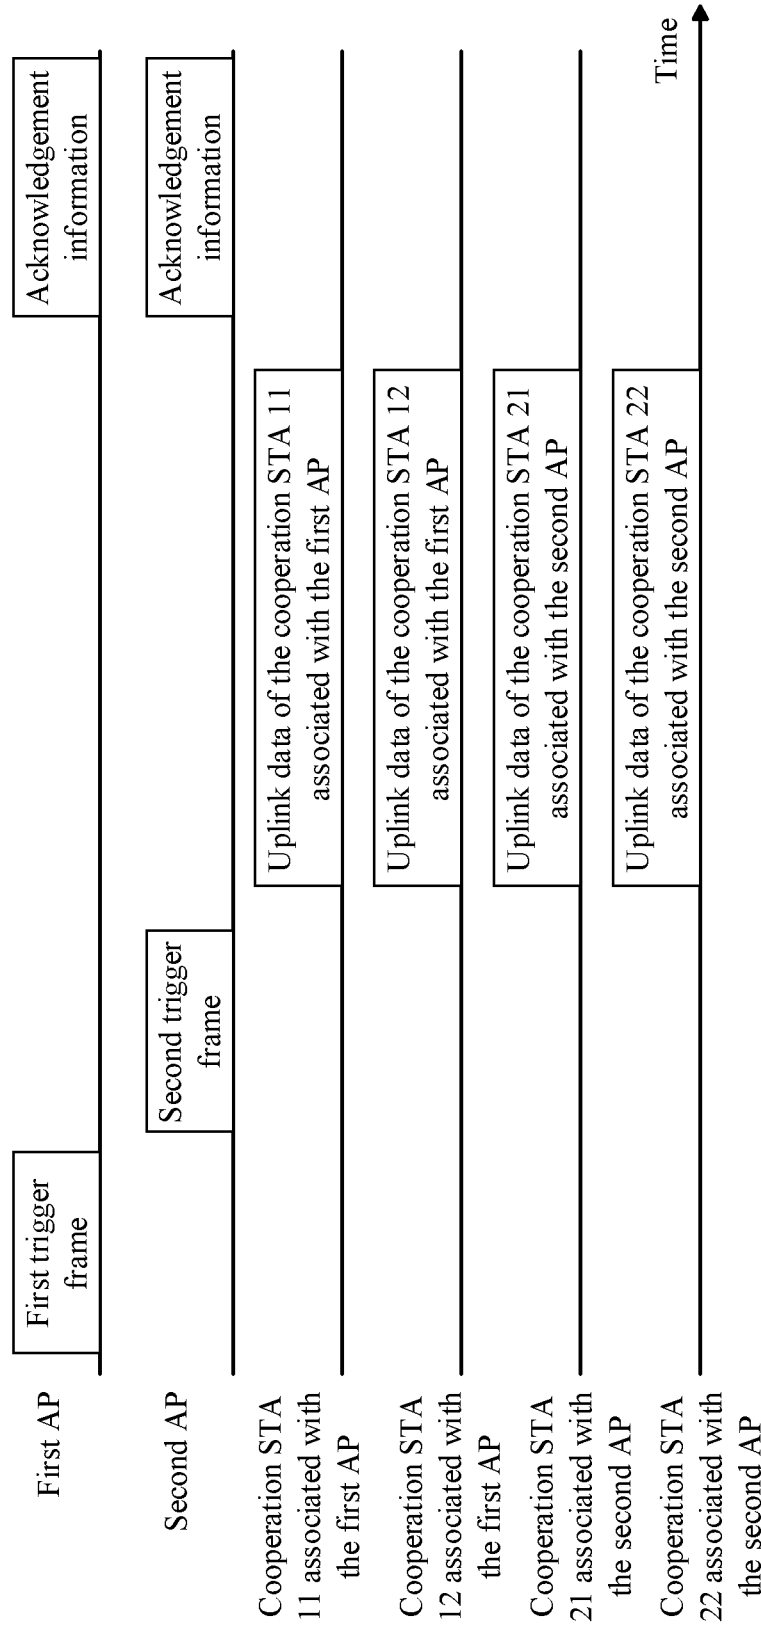 First AP
First trigger
frame
Acknowledgement
information
Second AP
Second trigger
frame
Acknowledgement
information
Cooperation STA
11 associated with
the first AP
Uplink data of the cooperation STA 11
associated with the first AP
Cooperation STA
12 associated with
the first AP
Uplink data of the cooperation STA 12
associated with the first AP
Cooperation STA
21 associated with
the second AP
Uplink data of the cooperation STA 21
associated with the second AP
Cooperation STA
22 associated with
the second AP
Uplink data of the cooperation STA 22
associated with the second AP
Time